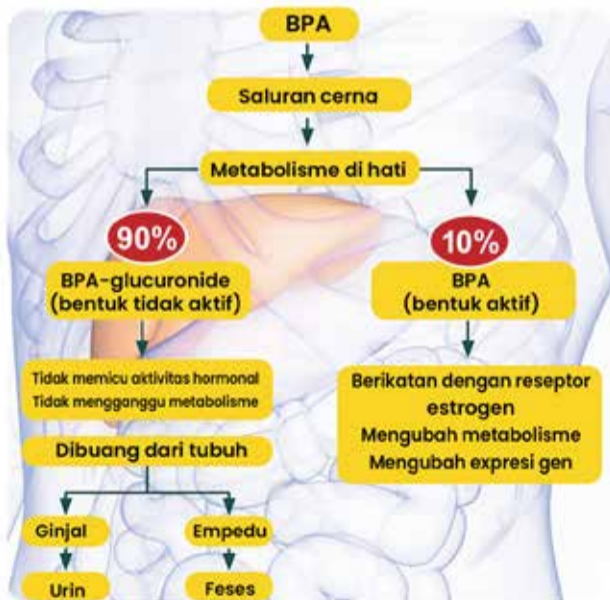 BPA
Saluran cerna
Metabolisme di hati
90%
BPA-glucuronide
(bentuk tidak aktif)
Tidak memicu aktivitas hormonal
Tidak mengganggu metabolisme
Dibuang dari tubuh
Ginjal
Urin
Empedu
Feses
10%
BPA
(bentuk aktif)
Berikatan dengan reseptor
estrogen
Mengubah metabolisme
Mengubah expresi gen